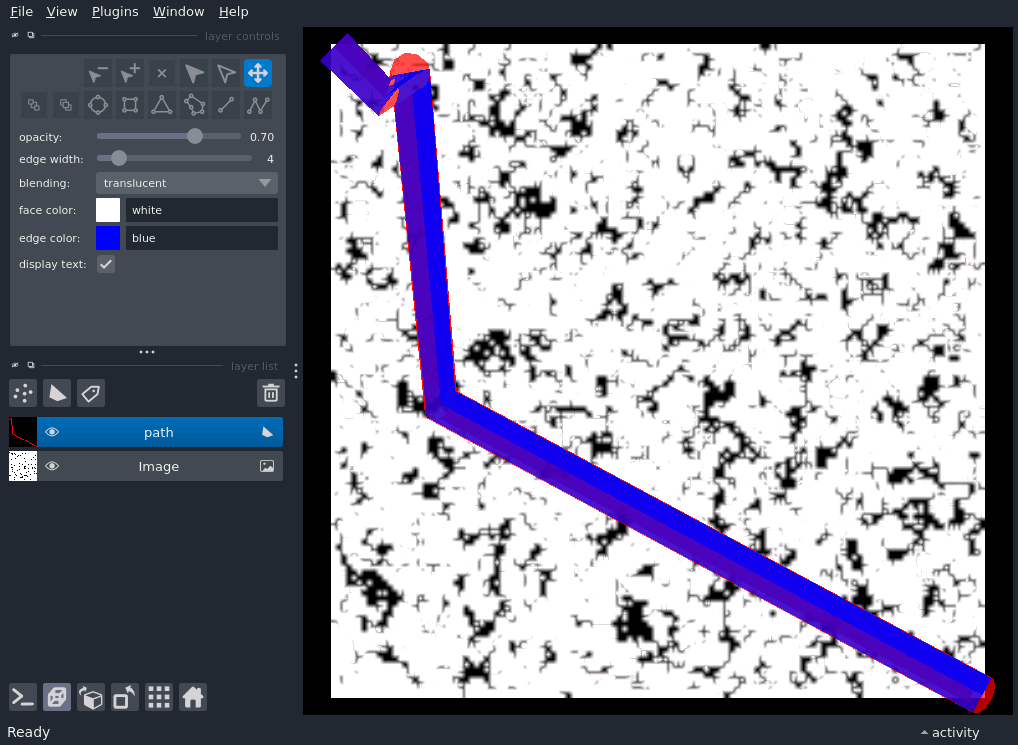 File View Plugins Window Help
layer controls
opacity: 0.70
edge width: 4
blending: translucent
face color: white
edge color: blue
display text:
layer list
path
Image
Ready activity